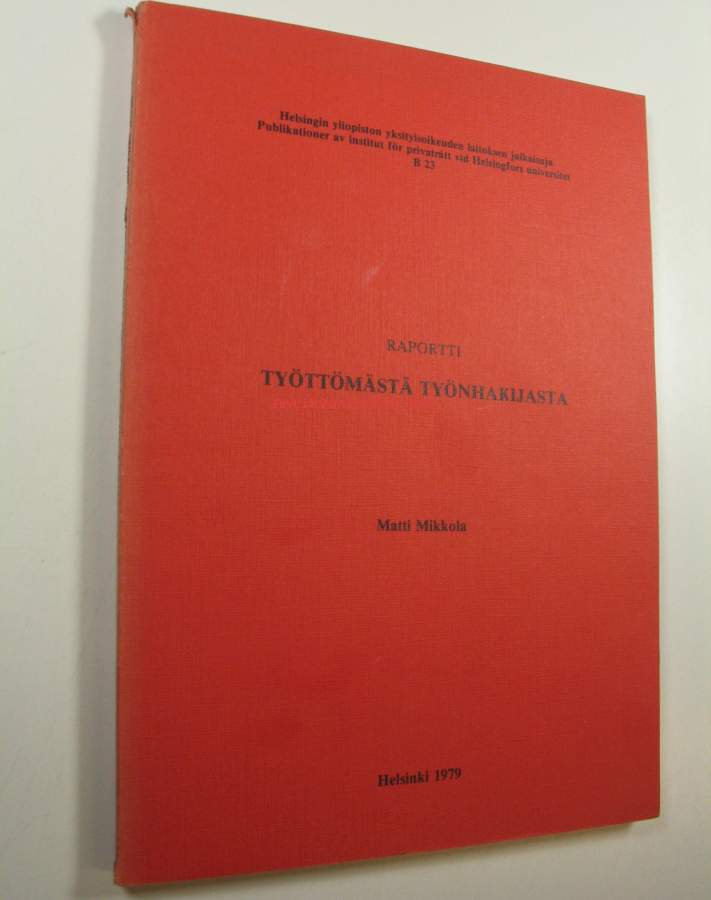 Helsingin yliopiston yksityisoikeuden laitoksen julkaisuja
Publikationer av institut för privaträtt vid Helsingfors universitet
B 23
RAPORTTI
TYÖTTÖMÄSTÄ TYÖNHAKIJASTA
Matti Mikkola
Helsinki 1979